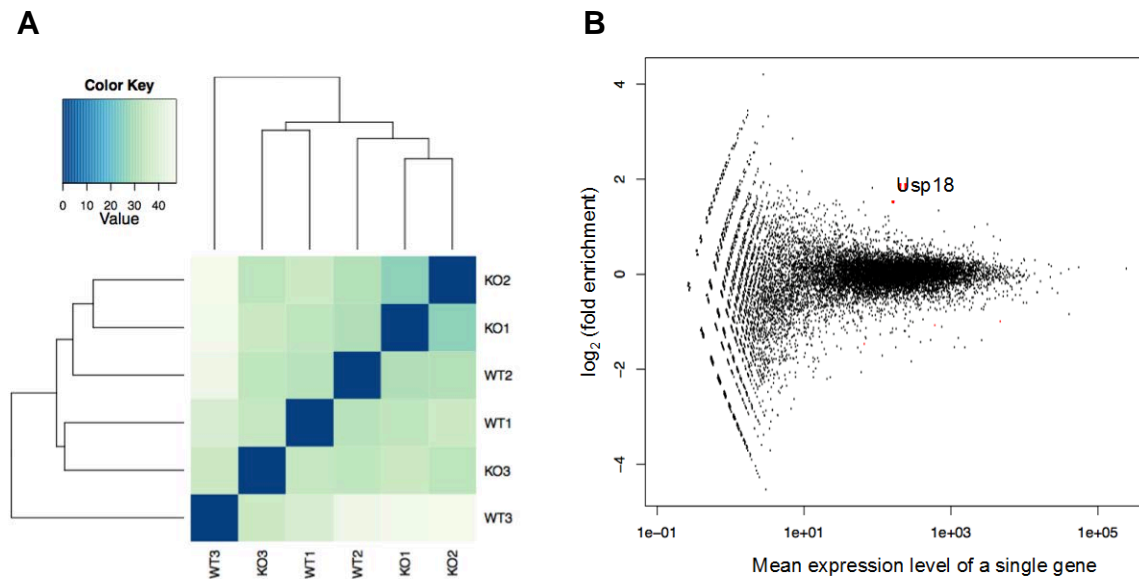 A
B
Color Key
0 10 20 30 40
Value
KO2
KO1
WT2
WT1
KO3
WT3
WT3 KO3 WT1 WT2 KO1 KO2
4
2
0
-2
-4
log2 (fold enrichment)
Usp18
1e-01 1e+01 1e+03 1e+05
Mean expression level of a single gene